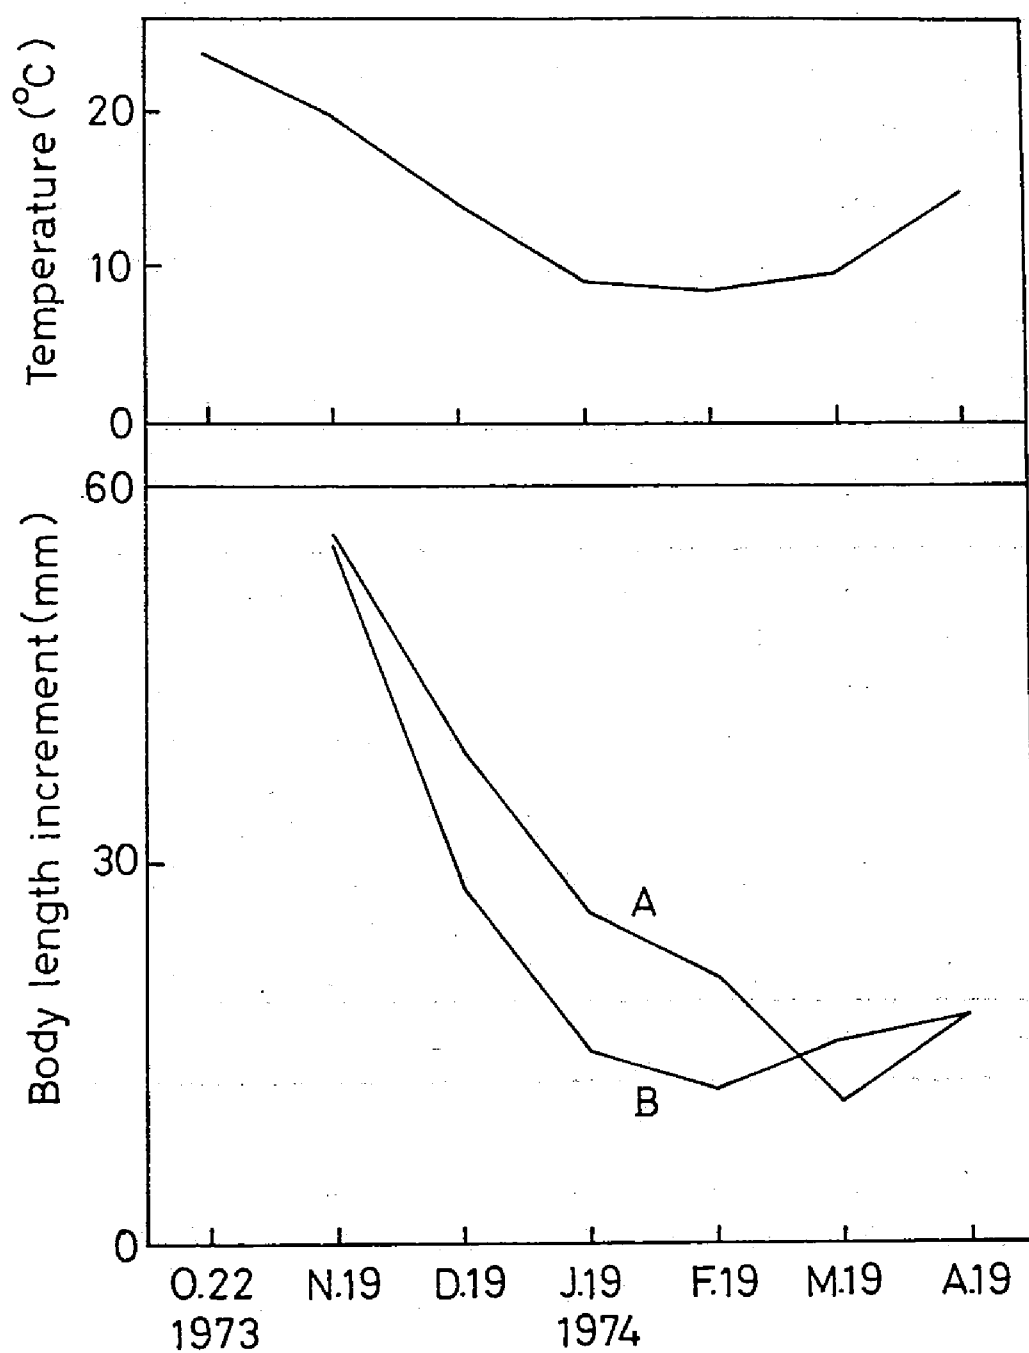 Temperature (°C)
20
10
0
60
Body length increment (mm)
30
A
B
0
O.22 N.19 D.19 J.19 F.19 M.19 A.19
1973 1974